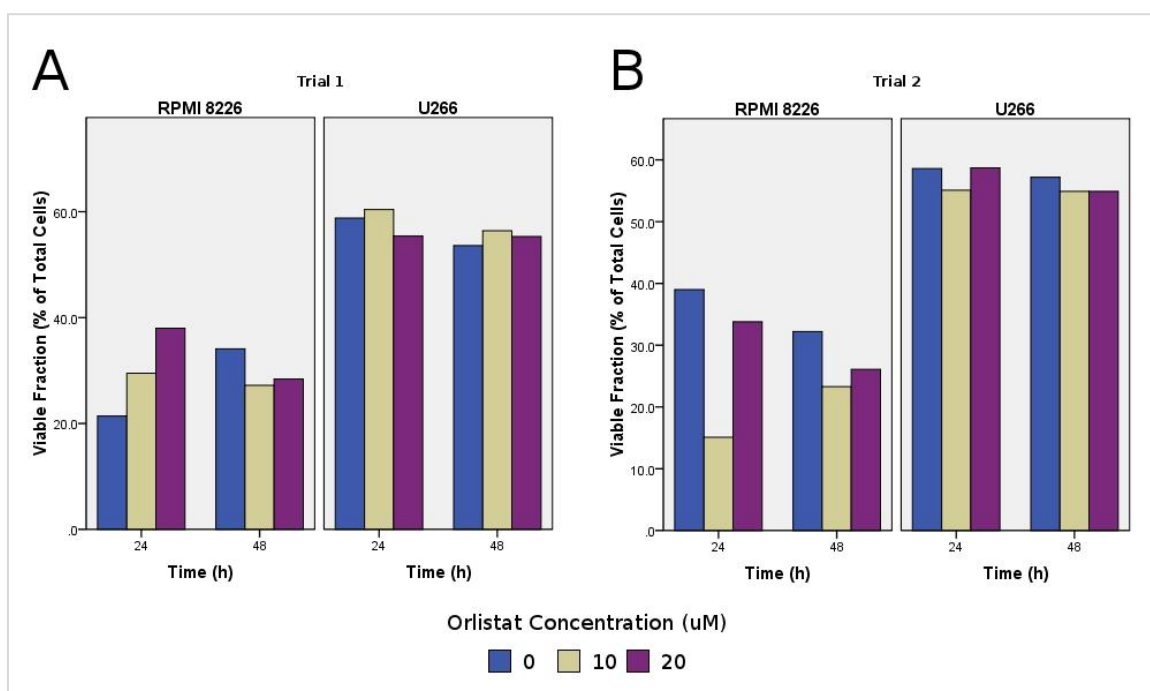 A
Trial 1
RPMI 8226
U266
Viable Fraction (% of Total Cells)
60.0
40.0
20.0
.0
24
48
24
48
Time (h)
Time (h)
B
Trial 2
RPMI 8226
U266
Viable Fraction (% of Total Cells)
60.0
50.0
40.0
30.0
20.0
10.0
.0
24
48
24
48
Time (h)
Time (h)
Orlistat Concentration (uM)
0 10 20